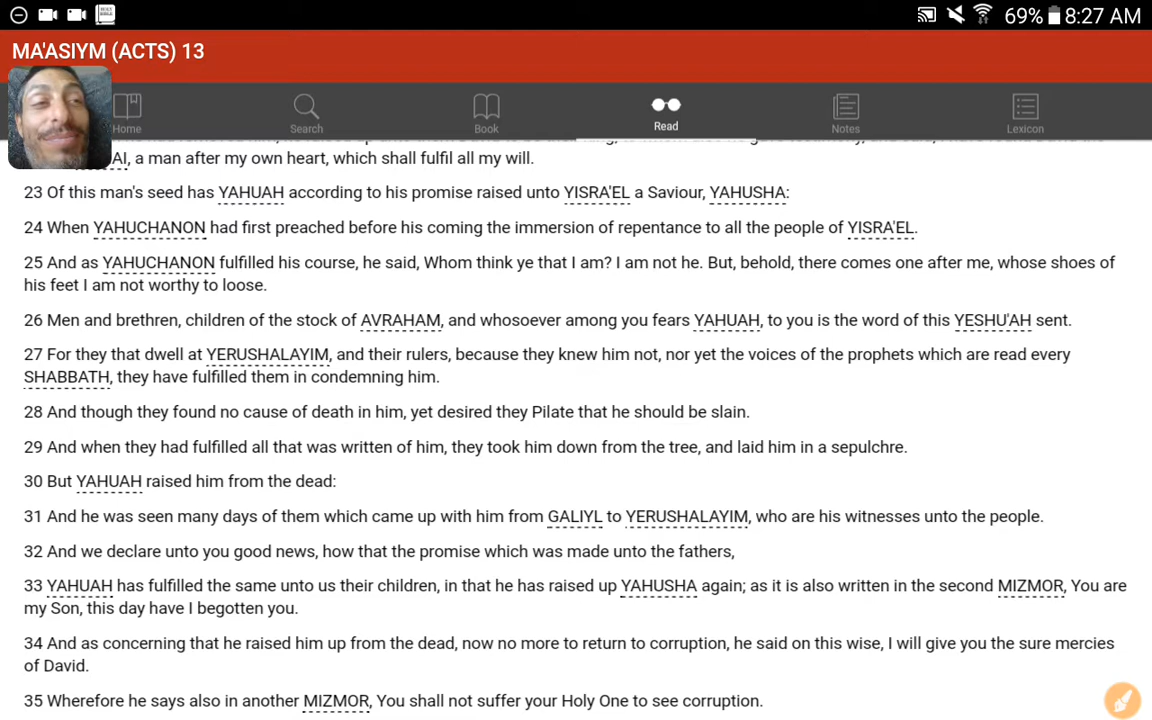 69% 8:27 AM
MA'ASIYM (ACTS) 13
Home Search Book Read Notes Lexicon
AI, a man after my own heart, which shall fulfil all my will.
23 Of this man's seed has YAHUAH according to his promise raised unto YISRA'EL a Saviour, YAHUSHA:
24 When YAHUCHANON had first preached before his coming the immersion of repentance to all the people of YISRA'EL.
25 And as YAHUCHANON fulfilled his course, he said, Whom think ye that I am? I am not he. But, behold, there comes one after me, whose shoes of
his feet I am not worthy to loose.
26 Men and brethren, children of the stock of AVRAHAM, and whosoever among you fears YAHUAH, to you is the word of this YESHU'AH sent.
27 For they that dwell at YERUSHALAYIM, and their rulers, because they knew him not, nor yet the voices of the prophets which are read every
SHABBATH, they have fulfilled them in condemning him.
28 And though they found no cause of death in him, yet desired they Pilate that he should be slain.
29 And when they had fulfilled all that was written of him, they took him down from the tree, and laid him in a sepulchre.
30 But YAHUAH raised him from the dead:
31 And he was seen many days of them which came up with him from GALIYL to YERUSHALAYIM, who are his witnesses unto the people.
32 And we declare unto you good news, how that the promise which was made unto the fathers,
33 YAHUAH has fulfilled the same unto us their children, in that he has raised up YAHUSHA again; as it is also written in the second MIZMOR, You are
my Son, this day have I begotten you.
34 And as concerning that he raised him up from the dead, now no more to return to corruption, he said on this wise, I will give you the sure mercies
of David.
35 Wherefore he says also in another MIZMOR, You shall not suffer your Holy One to see corruption.